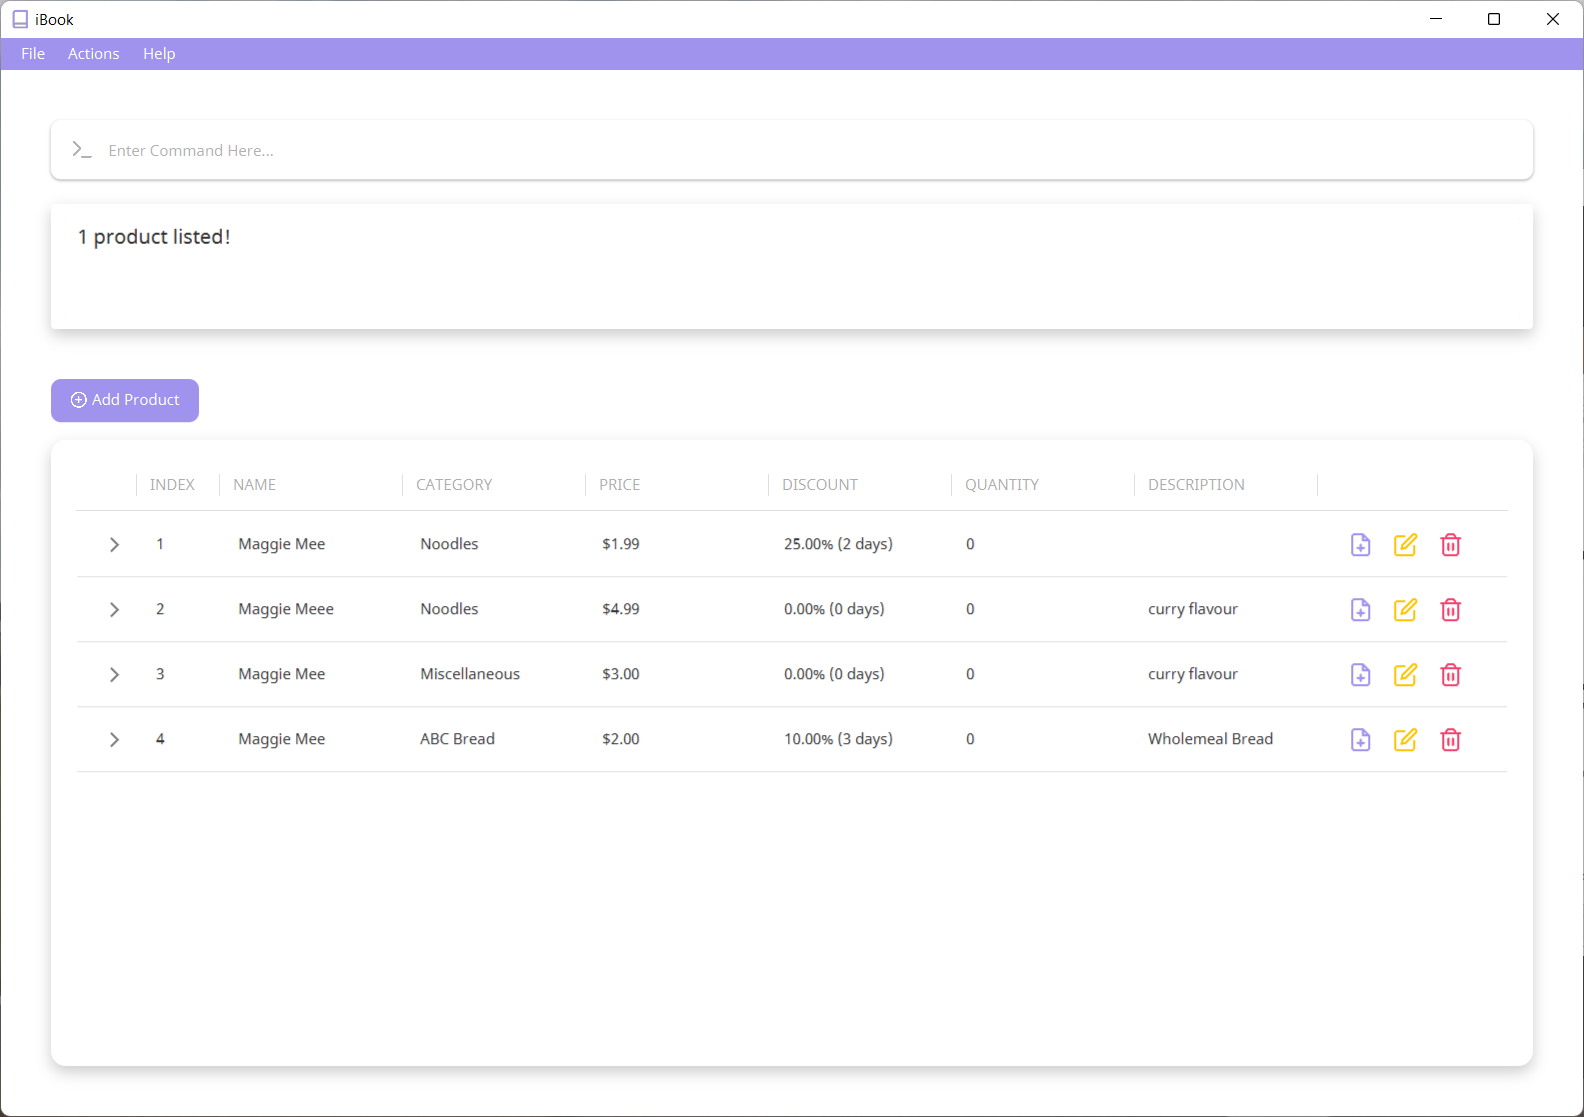 iBook
File Actions Help
Enter Command Here...
1 product listed!
Add Product
INDEX NAME CATEGORY PRICE DISCOUNT QUANTITY DESCRIPTION
1 Maggie Mee Noodles $1.99 25.00% (2 days) 0
2 Maggie Meee Noodles $4.99 0.00% (0 days) 0 curry flavour
3 Maggie Mee Miscellaneous $3.00 0.00% (0 days) 0 curry flavour
4 Maggie Mee ABC Bread $2.00 10.00% (3 days) 0 Wholemeal Bread